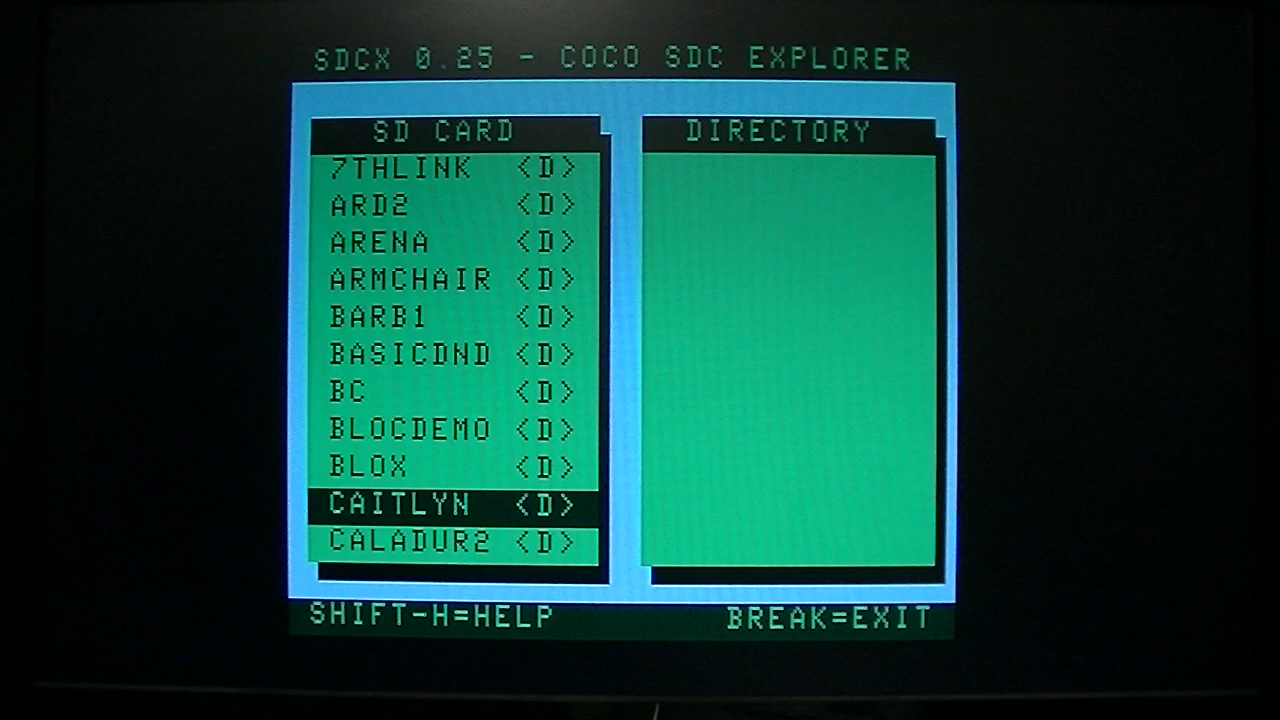 SDCX 0.25 - COCO SDC EXPLORER
SD CARD
7THLINK <D>
ARD2 <D>
ARENA <D>
ARMCHAIR <D>
BARB1 <D>
BASICDND <D>
BC <D>
BLOCDEMO <D>
BLOX <D>
CAITLYN <D>
CALADUR2 <D>
DIRECTORY
SHIFT-H=HELP BREAK=EXIT